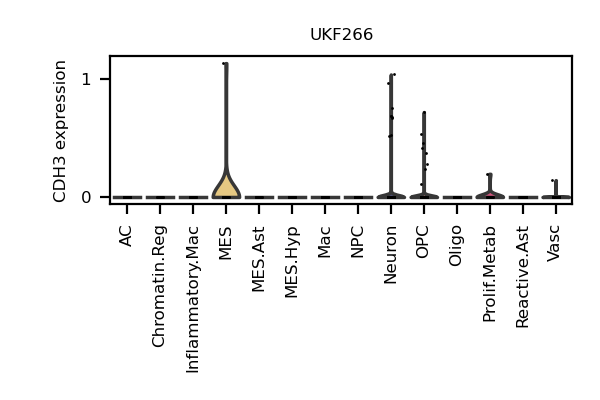 UKF266
CDH3 expression
1
0
AC
Chromatin.Reg
Inflammatory.Mac
MES
MES.Ast
MES.Hyp
Mac
NPC
Neuron
OPC
Oligo
Prolif.Metab
Reactive.Ast
Vasc